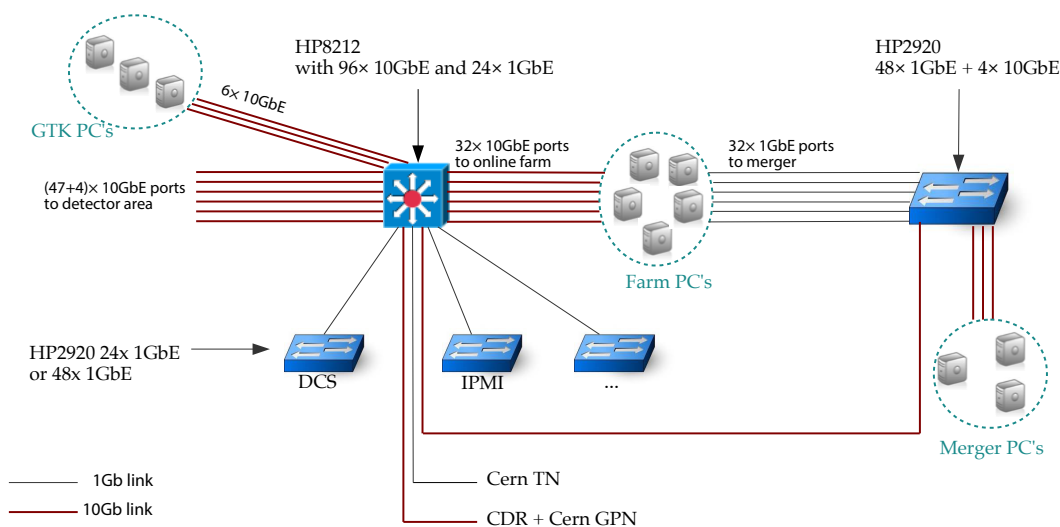 HP8212
with 96× 10GbE and 24× 1GbE
HP2920
48× 1GbE + 4× 10GbE
6× 10GbE
GTK PC's
32× 10GbE ports
to online farm
32× 1GbE ports
to merger
(47+4)× 10GbE ports
to detector area
Farm PC's
HP2920 24x 1GbE
or 48x 1GbE
DCS
IPMI
...
Merger PC's
1Gb link
10Gb link
Cern TN
CDR + Cern GPN